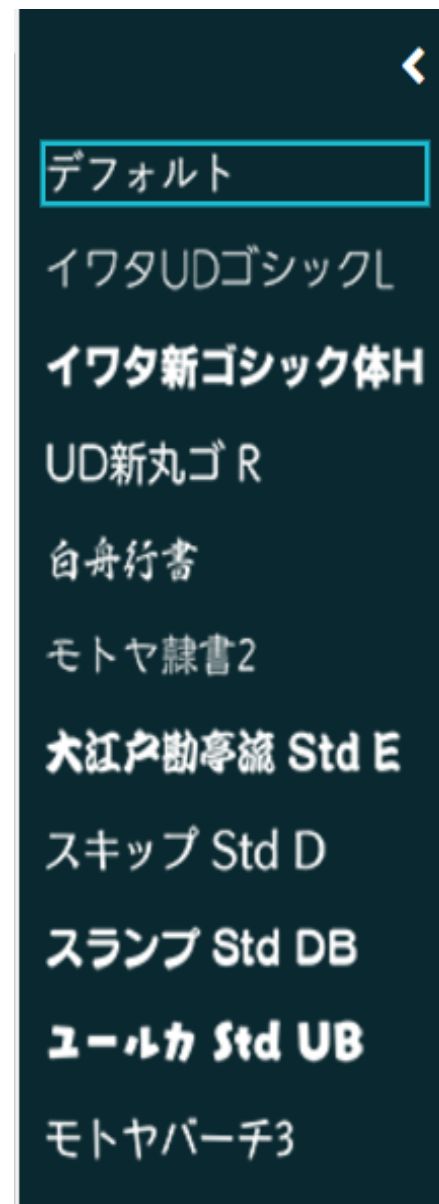 デフォルト
イワタUDゴシックL
イワタ新ゴシック体H
UD新丸ゴ R
白舟行書
モトヤ隷書2
大江戸勘亭流 Std E
スキップ Std D
スランプ Std DB
ユールカ Std UB
モトヤバーチ3